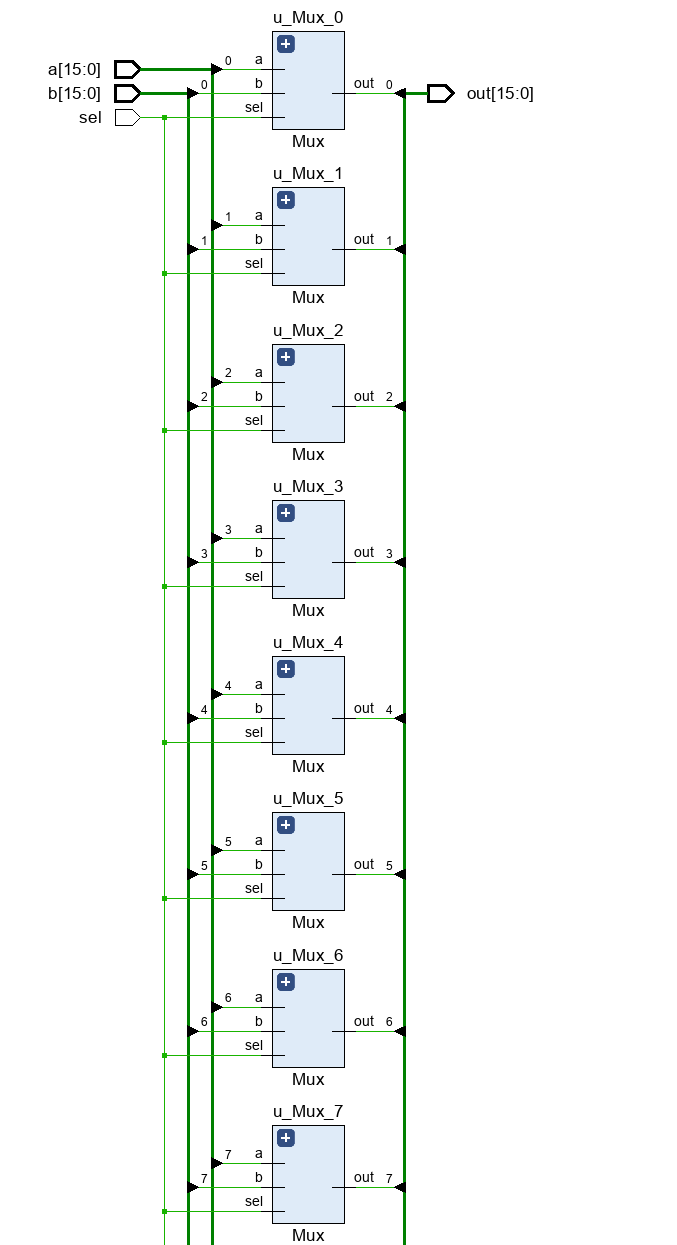 u_Mux_0
a[15:0] 0 a
b[15:0] 0 b out 0 out[15:0]
sel sel
Mux
u_Mux_1
1 a
1 b out 1
sel
Mux
u_Mux_2
2 a
2 b out 2
sel
Mux
u_Mux_3
3 a
3 b out 3
sel
Mux
u_Mux_4
4 a
4 b out 4
sel
Mux
u_Mux_5
5 a
5 b out 5
sel
Mux
u_Mux_6
6 a
6 b out 6
sel
Mux
u_Mux_7
7 a
7 b out 7
sel
Mux